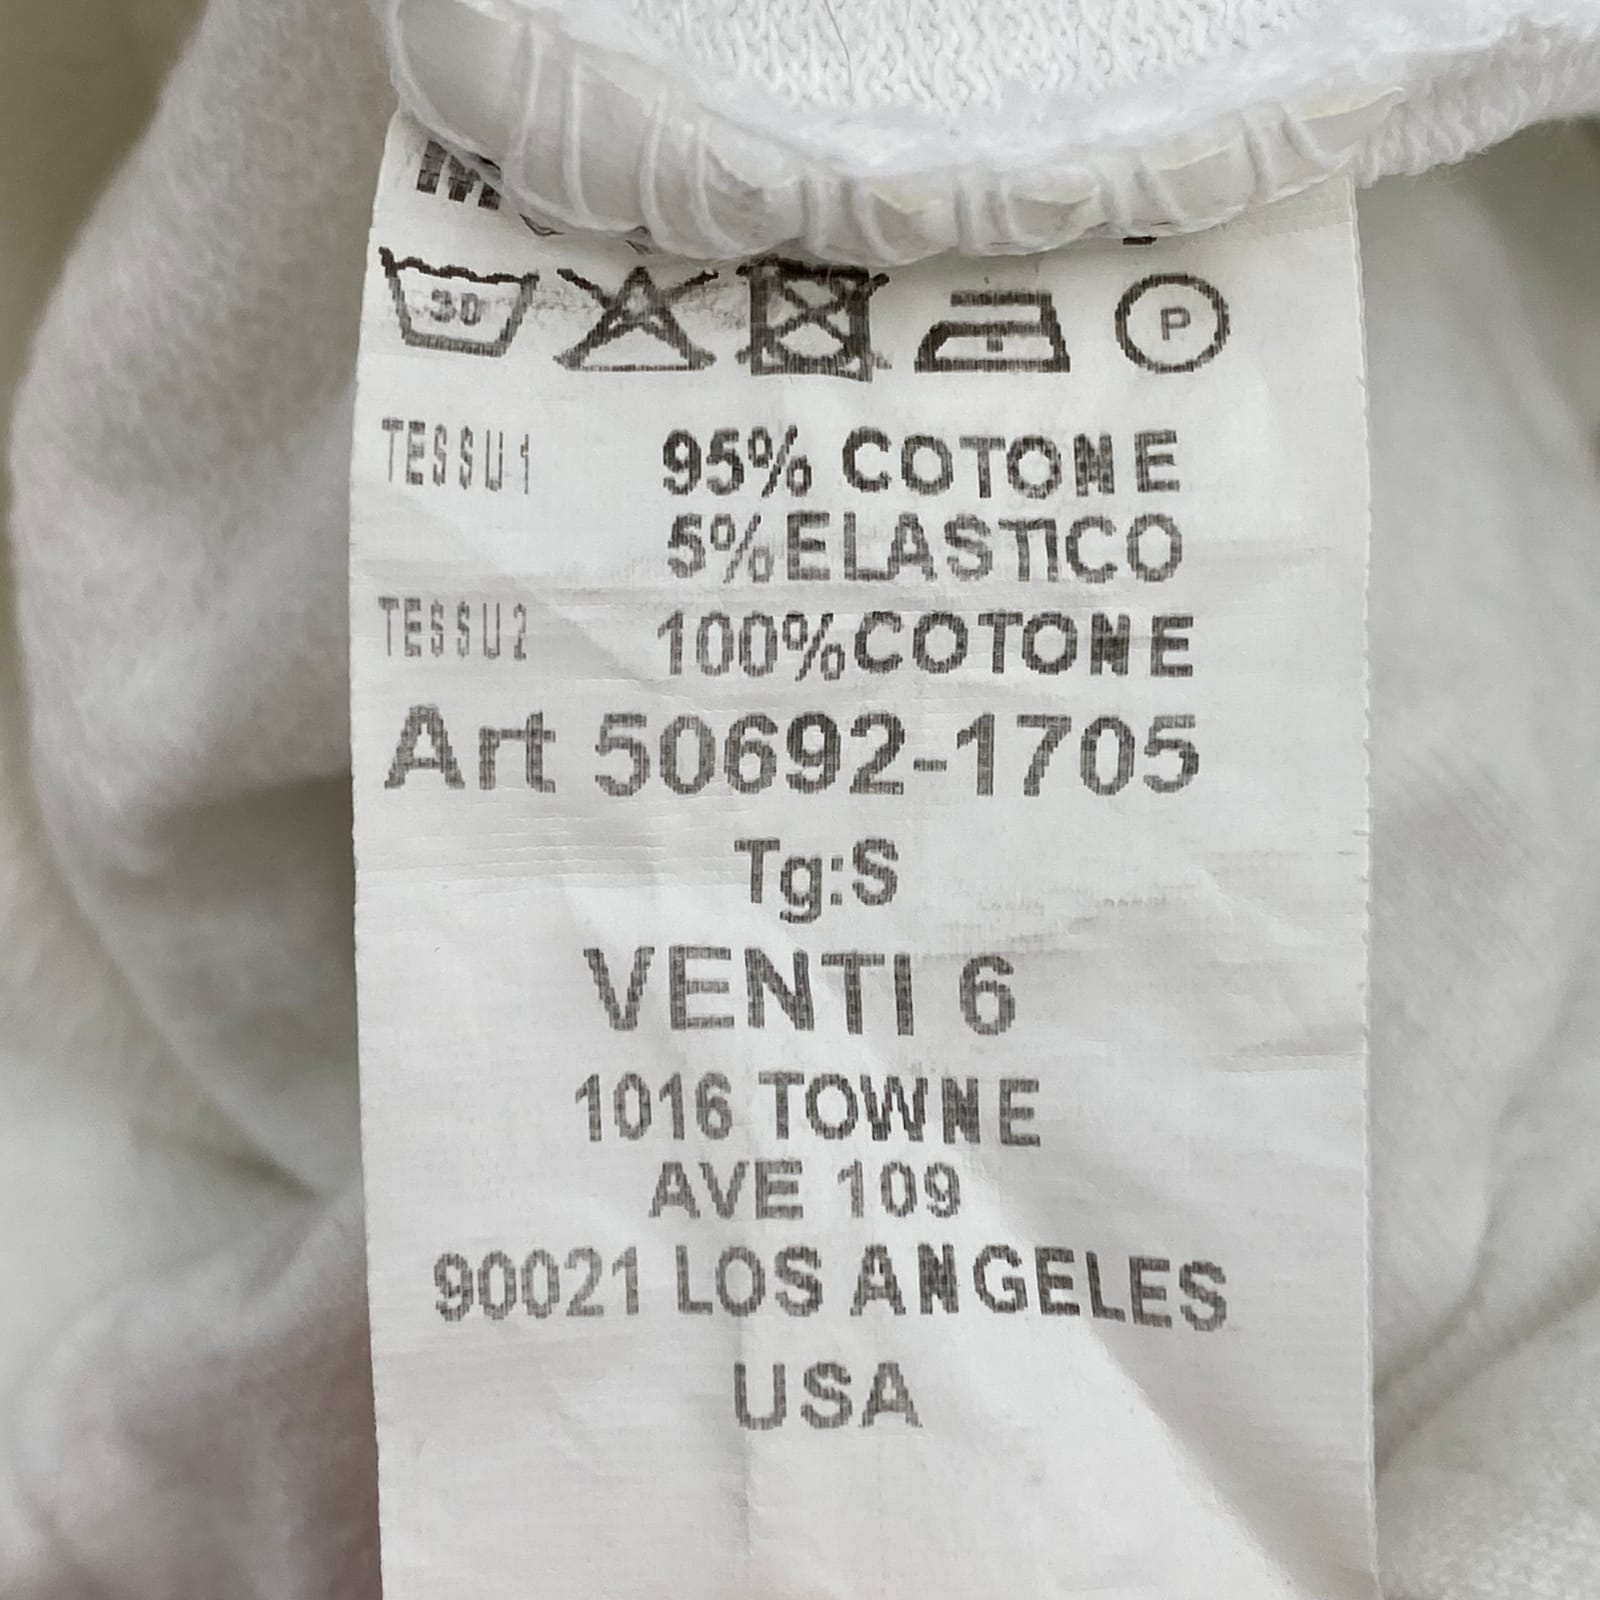 30 P
TESSU1 95% COTONE
5% ELASTICO
TESSU2 100% COTONE
Art 50692-1705
Tg:S
VENTI 6
1016 TOWNE
AVE 109
90021 LOS ANGELES
USA